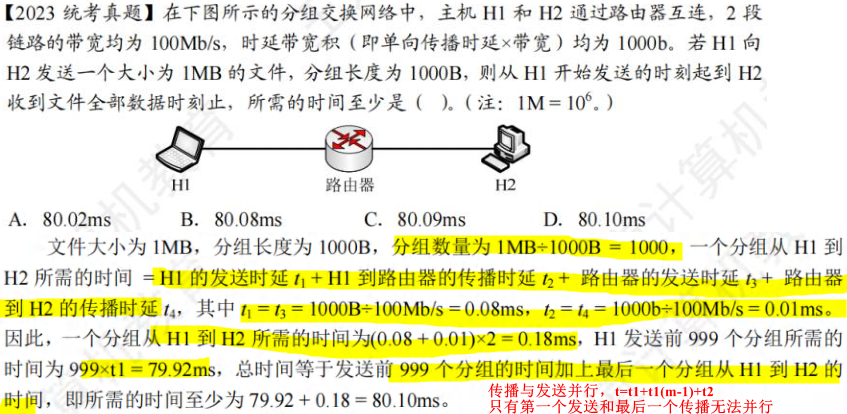 【2023 统考真题】在下图所示的分组交换网络中，主机 H1 和 H2 通过路由器互连，2 段
链路的带宽均为 100Mb/s，时延带宽积（即单向传播时延×带宽）均为 1000b。若 H1 向
H2 发送一个大小为 1MB 的文件，分组长度为 1000B，则从 H1 开始发送的时刻起到 H2
收到文件全部数据时刻止，所需的时间至少是（ ）。（注：1M = 10⁶。）
H1 路由器 H2
A. 80.02ms B. 80.08ms C. 80.09ms D. 80.10ms
文件大小为 1MB，分组长度为 1000B，分组数量为 1MB÷1000B = 1000，一个分组从 H1 到
H2 所需的时间 = H1 的发送时延 t₁ + H1 到路由器的传播时延 t₂ + 路由器的发送时延 t₃ + 路由器
到 H2 的传播时延 t₄，其中 t₁ = t₃ = 1000B÷100Mb/s = 0.08ms，t₂ = t₄ = 1000b÷100Mb/s = 0.01ms。
因此，一个分组从 H1 到 H2 所需的时间为(0.08 + 0.01)×2 = 0.18ms，H1 发送前 999 个分组所需的
时间为 999×t1 = 79.92ms，总时间等于发送前 999 个分组的时间加上最后一个分组从 H1 到 H2 的
时间，即所需的时间至少为 79.92 + 0.18 = 80.10ms。
传播与发送并行，t=t1+t1(m-1)+t2
只有第一个发送和最后一个传播无法并行